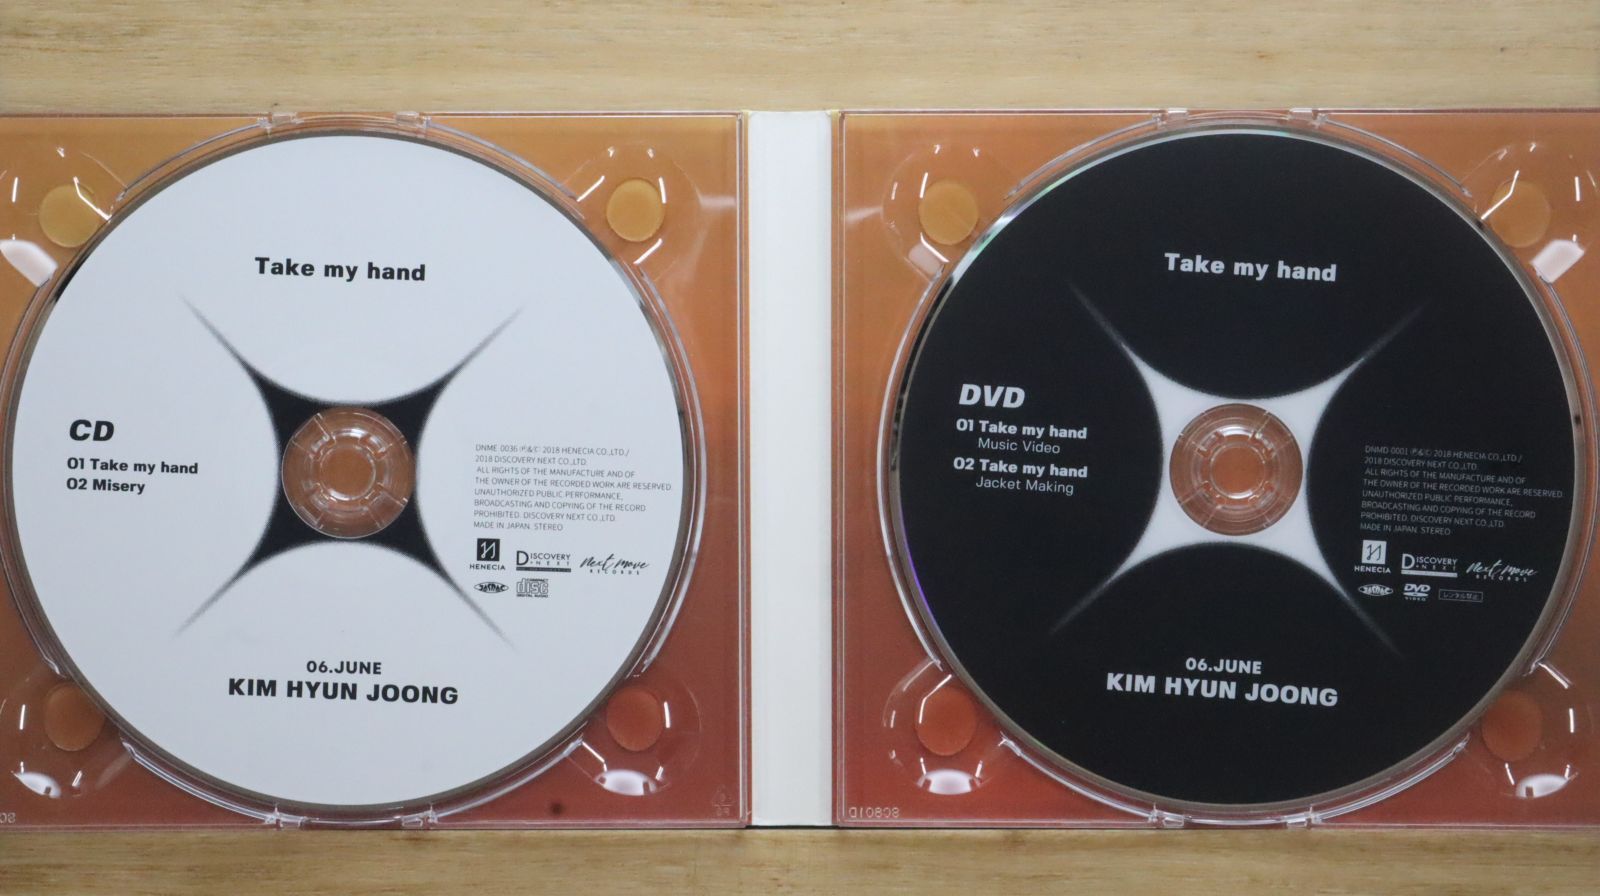 Take my hand
CD
01 Take my hand
02 Misery
DNME-0036 ℗&© 2018 HENECIA CO.,LTD./
2018 DISCOVERY NEXT CO.,LTD.
ALL RIGHTS OF THE MANUFACTURE AND OF
THE OWNER OF THE RECORDED WORK ARE RESERVED.
UNAUTHORIZED PUBLIC PERFORMANCE,
BROADCASTING AND COPYING OF THE RECORD
PROHIBITED. DISCOVERY NEXT CO.,LTD.
MADE IN JAPAN. STEREO
HENECIA
DISCOVERY NEXT
Next move RECORDS
COMPACT disc DIGITAL AUDIO
06.JUNE
KIM HYUN JOONG
Take my hand
DVD
01 Take my hand
Music Video
02 Take my hand
Jacket Making
DNMD-0001 ℗&© 2018 HENECIA CO.,LTD./
2018 DISCOVERY NEXT CO.,LTD.
ALL RIGHTS OF THE MANUFACTURE AND OF
THE OWNER OF THE RECORDED WORK ARE RESERVED.
UNAUTHORIZED PUBLIC PERFORMANCE,
BROADCASTING AND COPYING OF THE RECORD
PROHIBITED. DISCOVERY NEXT CO.,LTD.
MADE IN JAPAN. STEREO
HENECIA
DISCOVERY NEXT
Next move RECORDS
DVD VIDEO
レンタル禁止
06.JUNE
KIM HYUN JOONG